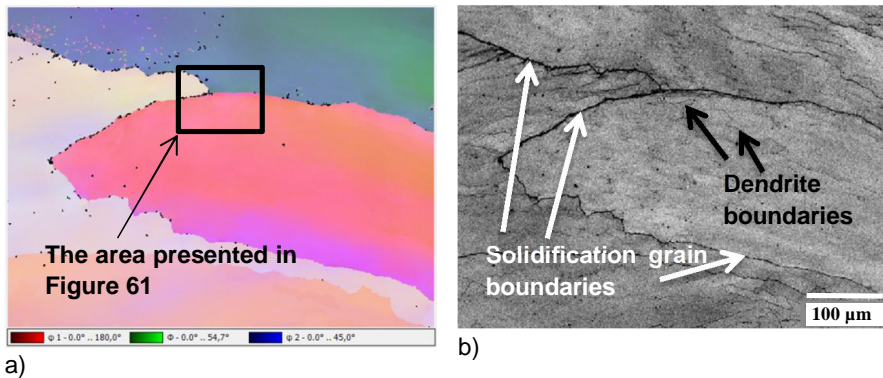 The area presented in
Figure 61
φ 1 - 0.0° .. 180,0°
Φ - 0.0° .. 54,7°
φ 2 - 0.0° .. 45,0°
a)
Dendrite
boundaries
Solidification grain
boundaries
100 µm
b)